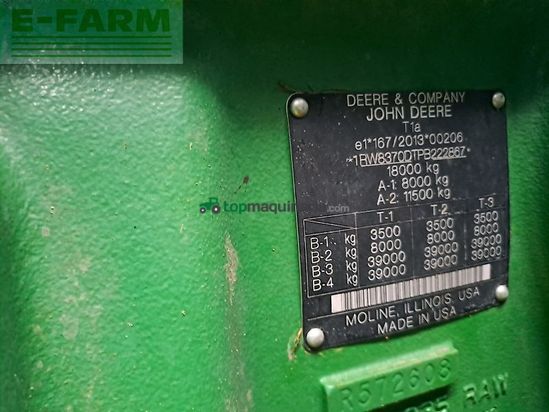 E-FARM
DEERE & COMPANY
JOHN DEERE
T1a
e1*167/2013*00206
*1RW8370DTPB222867*
18000 kg
A-1: 8000 kg
A-2: 11500 kg
T-1 T-2 T-3
B-1 kg 3500 3500 3500
B-2 kg 8000 8000 8000
B-3 kg 39000 39000 39000
B-4 kg 39000 39000 39000
MOLINE, ILLINOIS, USA
MADE IN USA
R572608
RAW